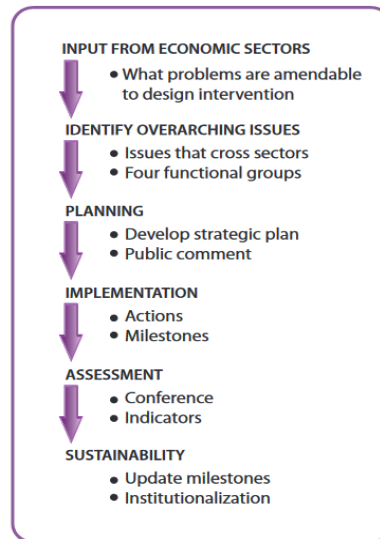 INPUT FROM ECONOMIC SECTORS
• What problems are amendable
to design intervention
IDENTIFY OVERARCHING ISSUES
• Issues that cross sectors
• Four functional groups
PLANNING
• Develop strategic plan
• Public comment
IMPLEMENTATION
• Actions
• Milestones
ASSESSMENT
• Conference
• Indicators
SUSTAINABILITY
• Update milestones
• Institutionalization